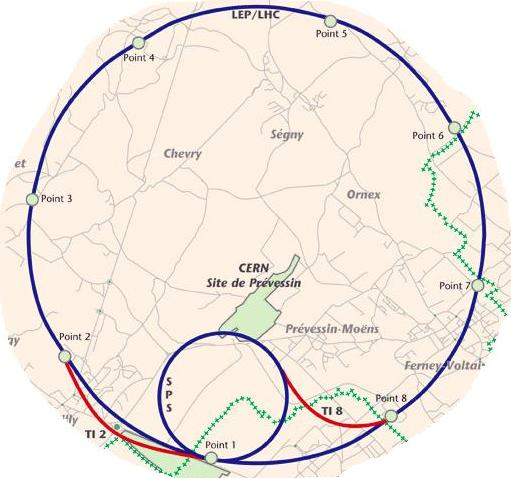 LEP/LHC
Point 5
Point 4
Point 6
Ségny
Chevry
et
Ornex
Point 3
CERN
Site de Prévessin
Point 7
Prévessin-Moëns
Point 2
Ferney-Voltai
S
P
S
Point 8
TI 8
TI 2
Point 1